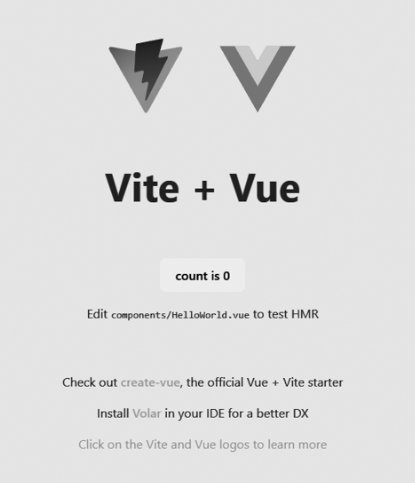 Vite + Vue
count is 0
Edit components/HelloWorld.vue to test HMR
Check out create-vue, the official Vue + Vite starter
Install Volar in your IDE for a better DX
Click on the Vite and Vue logos to learn more